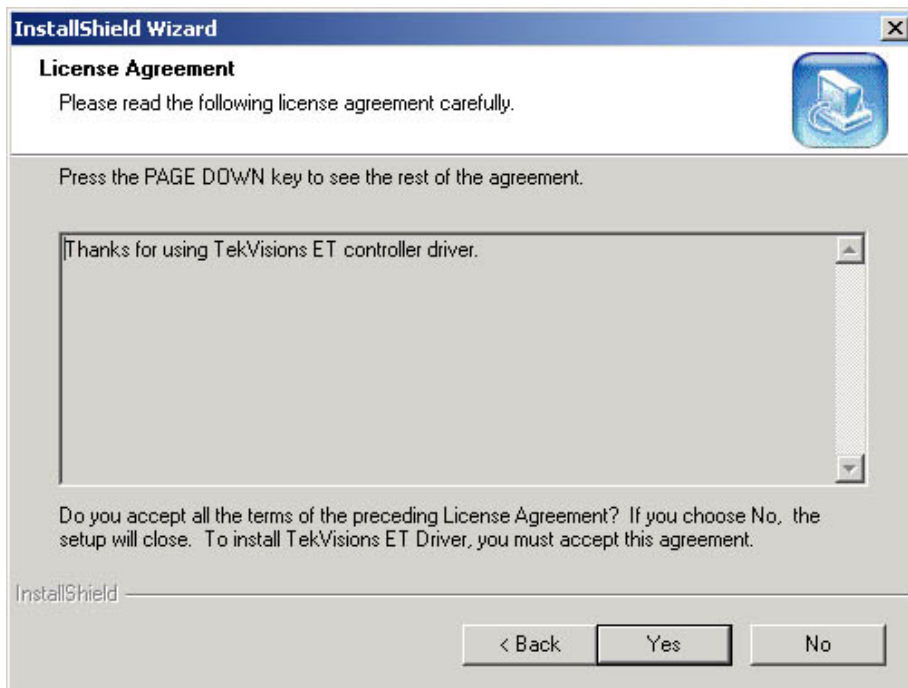 InstallShield Wizard
License Agreement
Please read the following license agreement carefully.
Press the PAGE DOWN key to see the rest of the agreement.
Thanks for using TekVisions ET controller driver.
Do you accept all the terms of the preceding License Agreement?  If you choose No,  the
setup will close.  To install TekVisions ET Driver, you must accept this agreement.
InstallShield
< Back
Yes
No